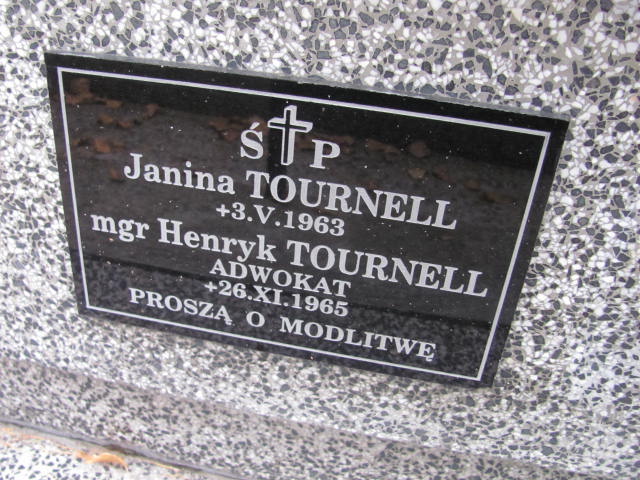 Ś P
Janina TOURNELL
+3.V.1963
mgr Henryk TOURNELL
ADWOKAT
+26.XI.1965
PROSZĄ O MODLITWĘ